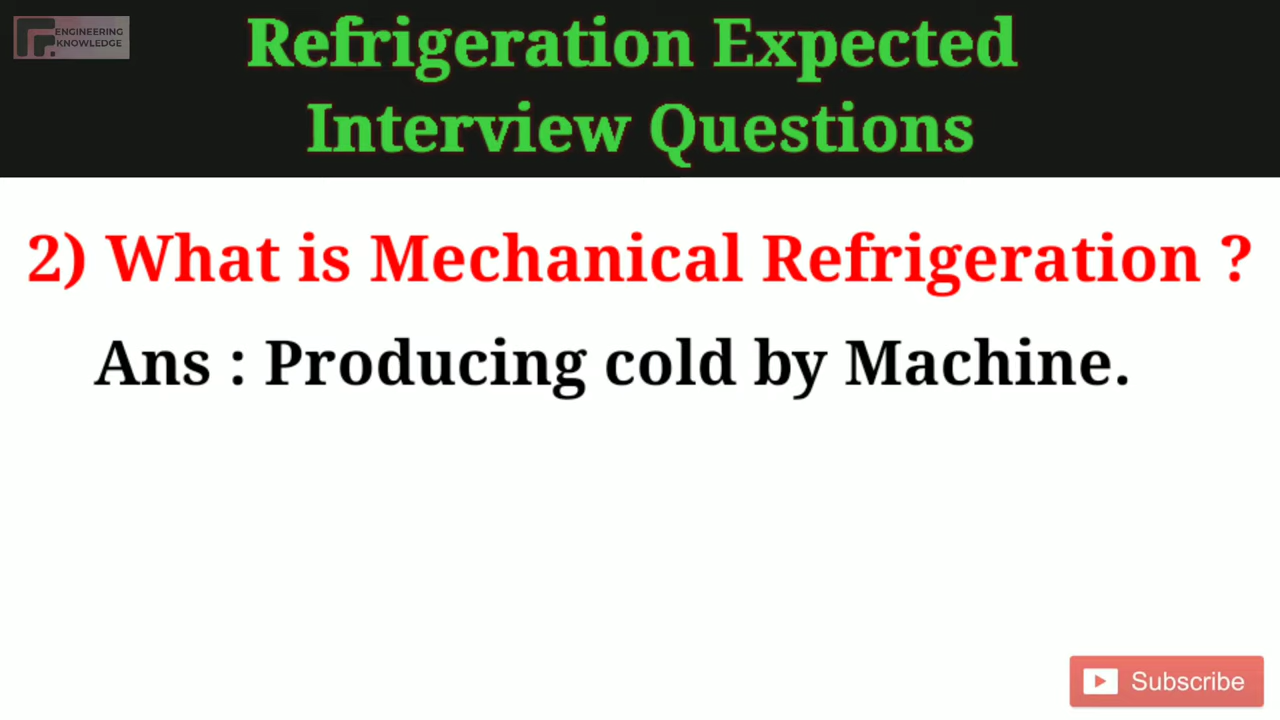 ENGINEERING
KNOWLEDGE
Refrigeration Expected
Interview Questions
2) What is Mechanical Refrigeration ?
Ans : Producing cold by Machine.
Subscribe